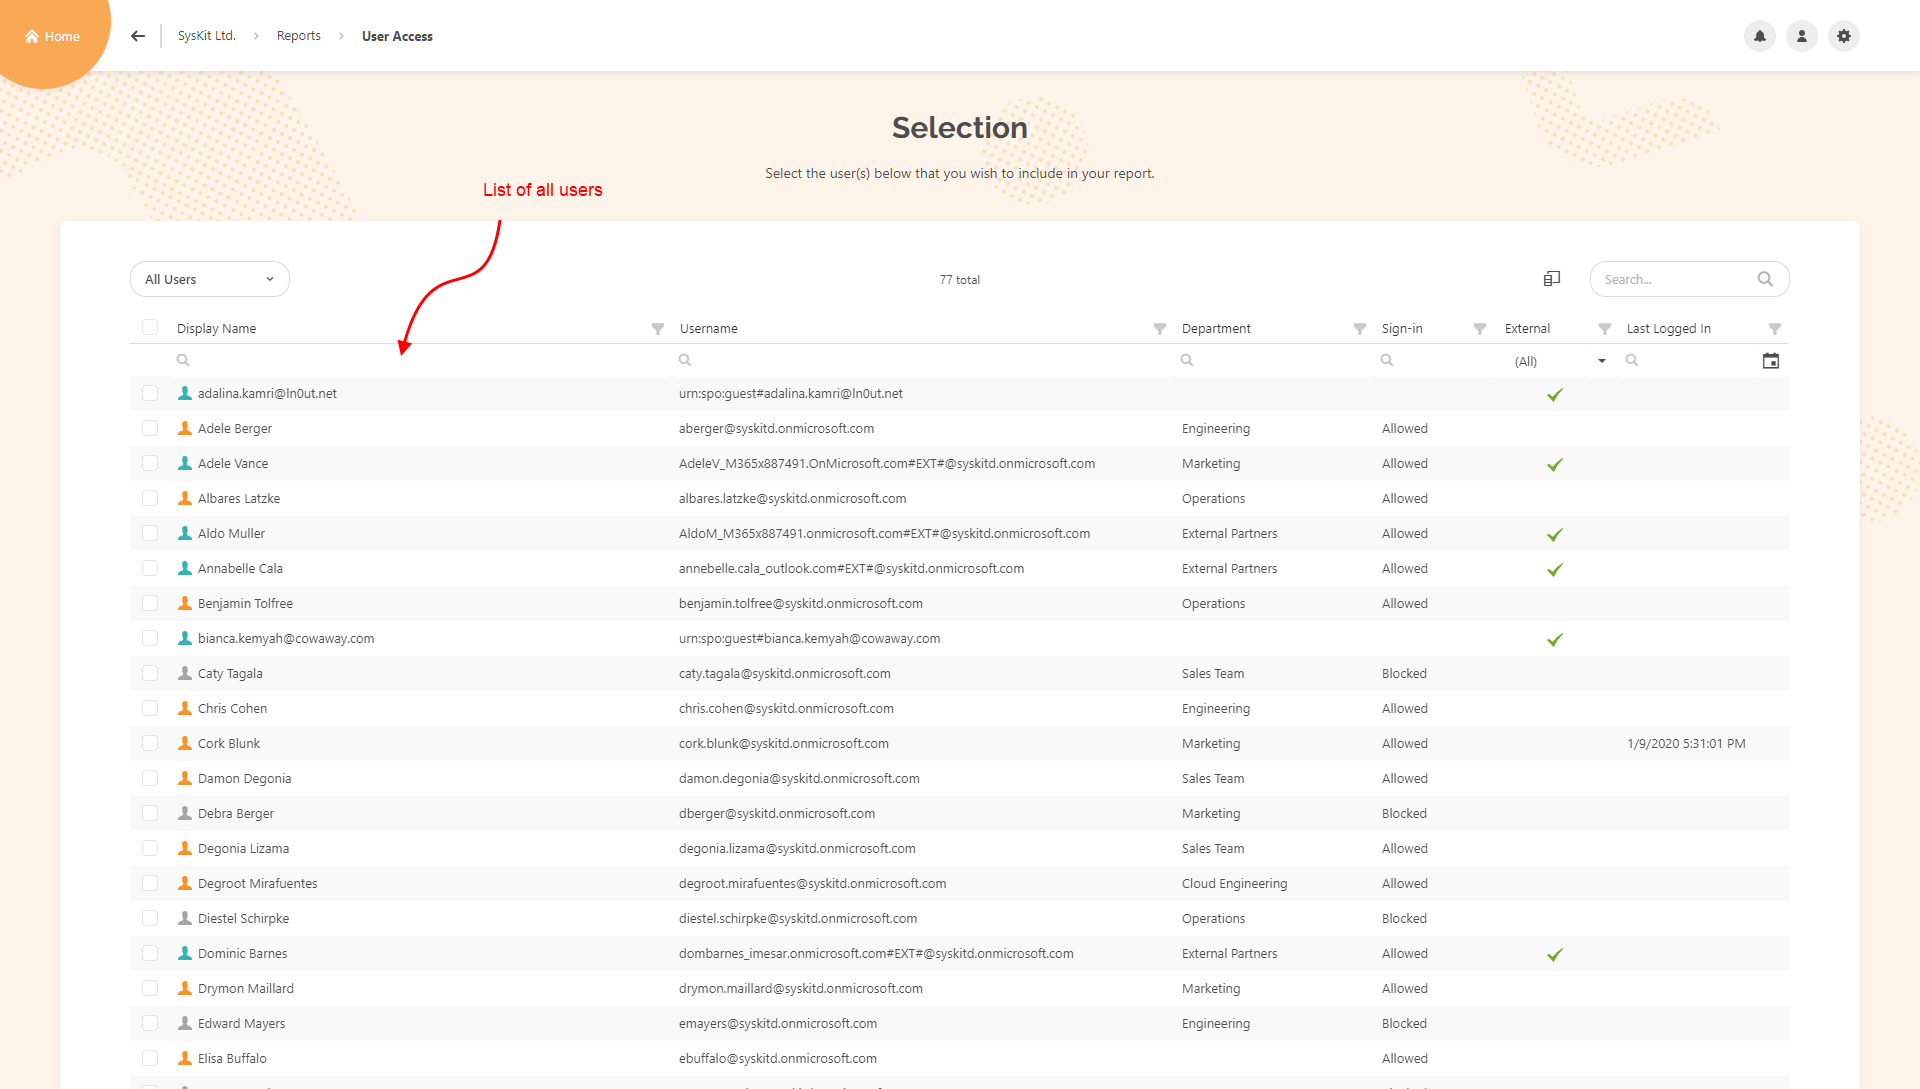 Home
SysKit Ltd. > Reports > User Access
Selection
Select the user(s) below that you wish to include in your report.
List of all users
All Users 77 total Search...
Display Name Username Department Sign-in External Last Logged In
(All)
adalina.kamri@ln0ut.net urn:spo:guest#adalina.kamri@ln0ut.net
Adele Berger aberger@syskitd.onmicrosoft.com Engineering Allowed
Adele Vance AdeleV_M365x887491.OnMicrosoft.com#EXT#@syskitd.onmicrosoft.com Marketing Allowed
Albares Latzke albares.latzke@syskitd.onmicrosoft.com Operations Allowed
Aldo Muller AldoM_M365x887491.onmicrosoft.com#EXT#@syskitd.onmicrosoft.com External Partners Allowed
Annabelle Cala annebelle.cala_outlook.com#EXT#@syskitd.onmicrosoft.com External Partners Allowed
Benjamin Tolfree benjamin.tolfree@syskitd.onmicrosoft.com Operations Allowed
bianca.kemyah@cowaway.com urn:spo:guest#bianca.kemyah@cowaway.com
Caty Tagala caty.tagala@syskitd.onmicrosoft.com Sales Team Blocked
Chris Cohen chris.cohen@syskitd.onmicrosoft.com Engineering Allowed
Cork Blunk cork.blunk@syskitd.onmicrosoft.com Marketing Allowed 1/9/2020 5:31:01 PM
Damon Degonia damon.degonia@syskitd.onmicrosoft.com Sales Team Allowed
Debra Berger dberger@syskitd.onmicrosoft.com Marketing Blocked
Degonia Lizama degonia.lizama@syskitd.onmicrosoft.com Sales Team Allowed
Degroot Mirafuentes degroot.mirafuentes@syskitd.onmicrosoft.com Cloud Engineering Allowed
Diestel Schirpke diestel.schirpke@syskitd.onmicrosoft.com Operations Blocked
Dominic Barnes dombarnes_imesar.onmicrosoft.com#EXT#@syskitd.onmicrosoft.com External Partners Allowed
Drymon Maillard drymon.maillard@syskitd.onmicrosoft.com Marketing Allowed
Edward Mayers emayers@syskitd.onmicrosoft.com Engineering Blocked
Elisa Buffalo ebuffalo@syskitd.onmicrosoft.com Allowed